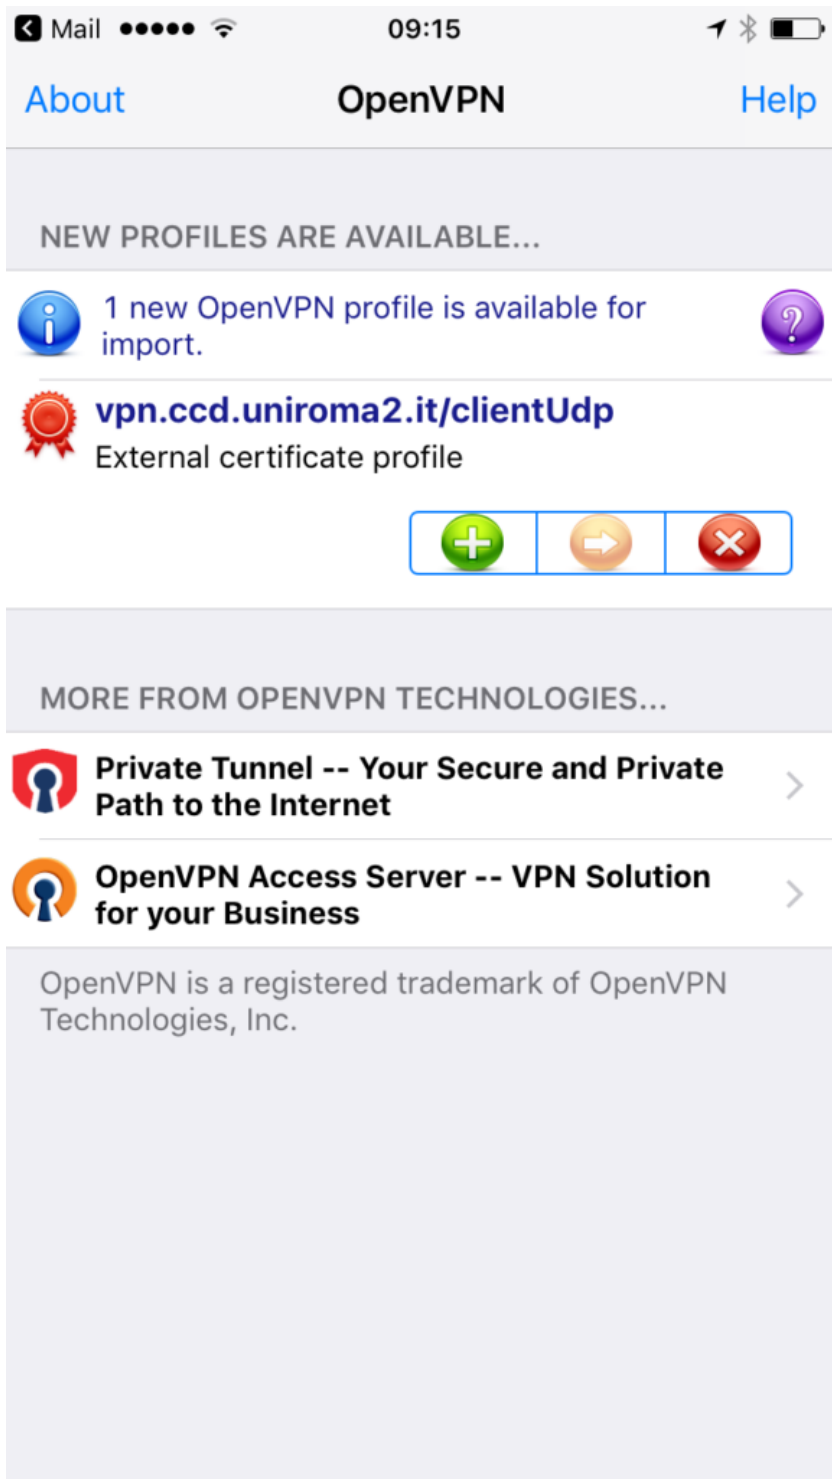 Mail 09:15
About OpenVPN Help
NEW PROFILES ARE AVAILABLE...
1 new OpenVPN profile is available for
import.
vpn.ccd.uniroma2.it/clientUdp
External certificate profile
MORE FROM OPENVPN TECHNOLOGIES...
Private Tunnel -- Your Secure and Private
Path to the Internet
OpenVPN Access Server -- VPN Solution
for your Business
OpenVPN is a registered trademark of OpenVPN
Technologies, Inc.